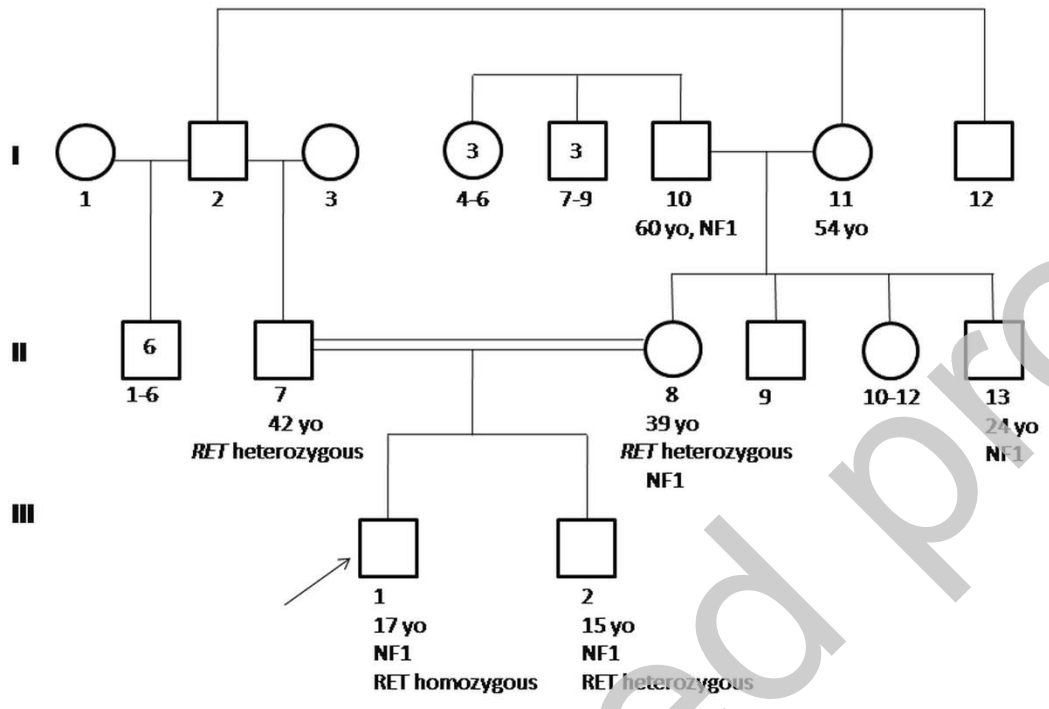 I
3
3
1
2
3
4-6
7-9
10
11
12
60 yo, NF1
54 yo
II
6
1-6
7
8
9
10-12
13
42 yo
39 yo
24 yo
RET heterozygous
RET heterozygous
NF1
NF1
III
1
2
17 yo
15 yo
NF1
NF1
RET homozygous
RET heterozygous
ed pro